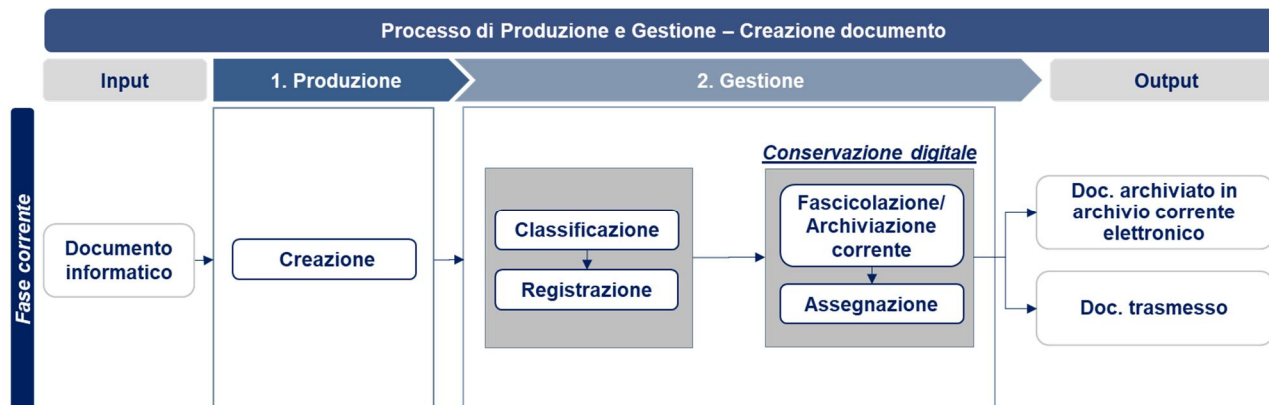 Processo di Produzione e Gestione – Creazione documento
Input
1. Produzione
2. Gestione
Output
Fase corrente
Documento
informatico
Creazione
Classificazione
Registrazione
Conservazione digitale
Fascicolazione/
Archiviazione
corrente
Assegnazione
Doc. archiviato in
archivio corrente
elettronico
Doc. trasmesso